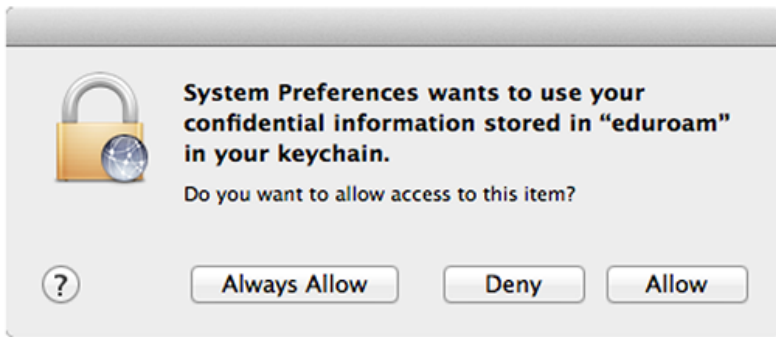 System Preferences wants to use your
confidential information stored in “eduroam”
in your keychain.
Do you want to allow access to this item?
?
Always Allow
Deny
Allow